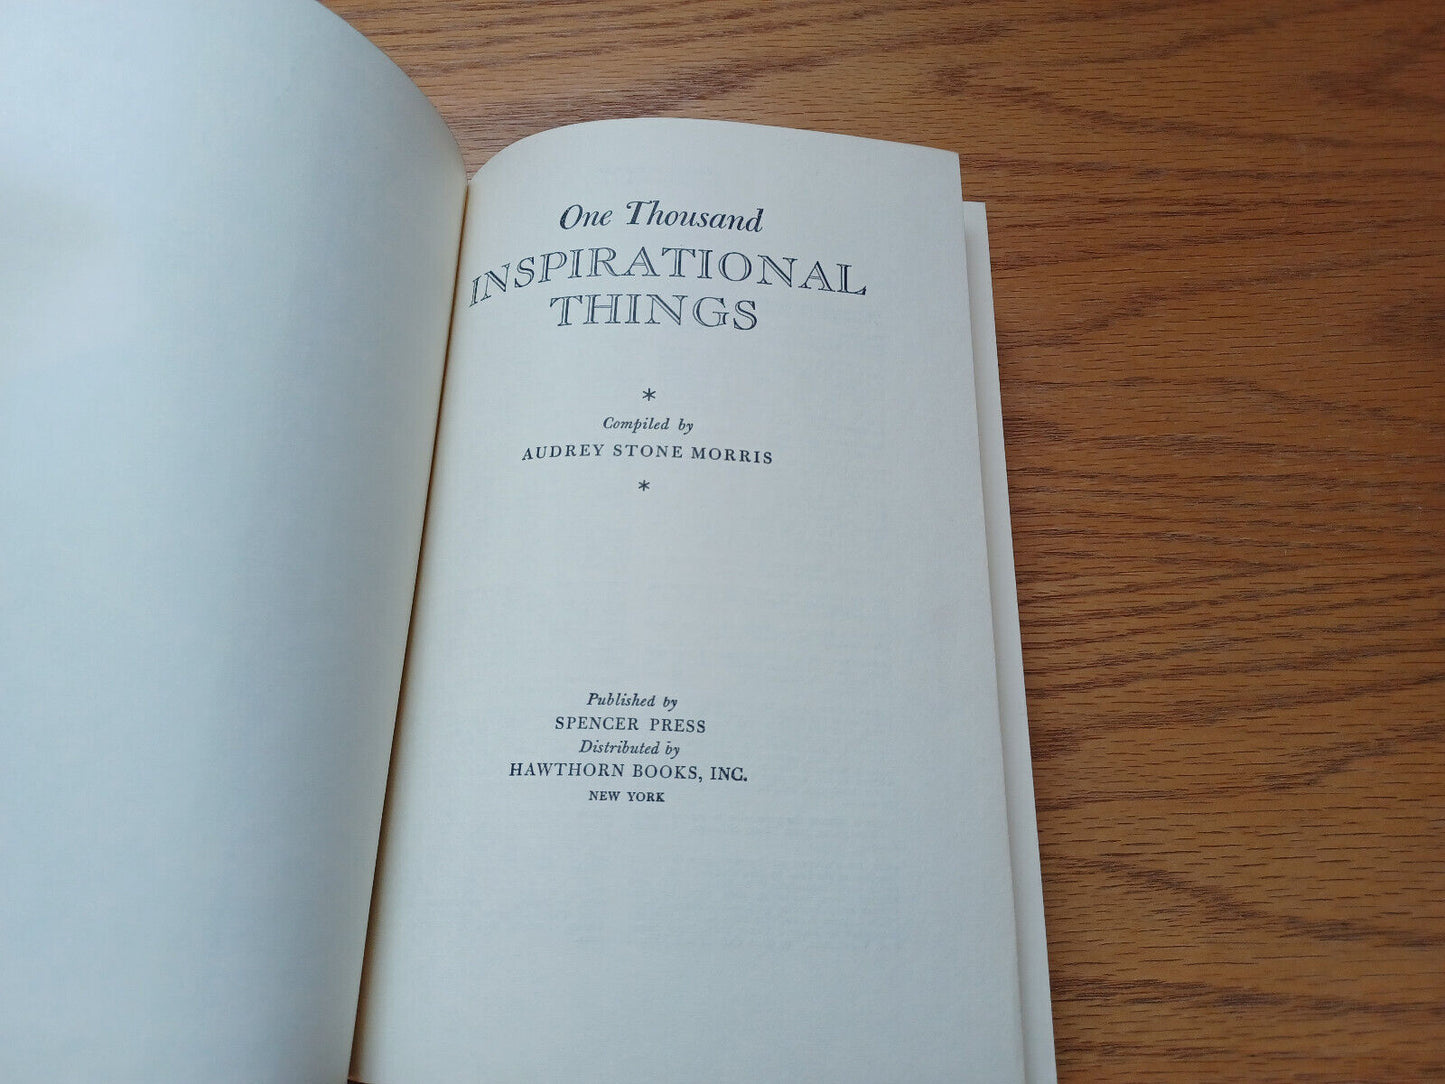 One Thousand
INSPIRATIONAL
THINGS
*
Compiled by
AUDREY STONE MORRIS
*
Published by
SPENCER PRESS
Distributed by
HAWTHORN BOOKS, INC.
NEW YORK